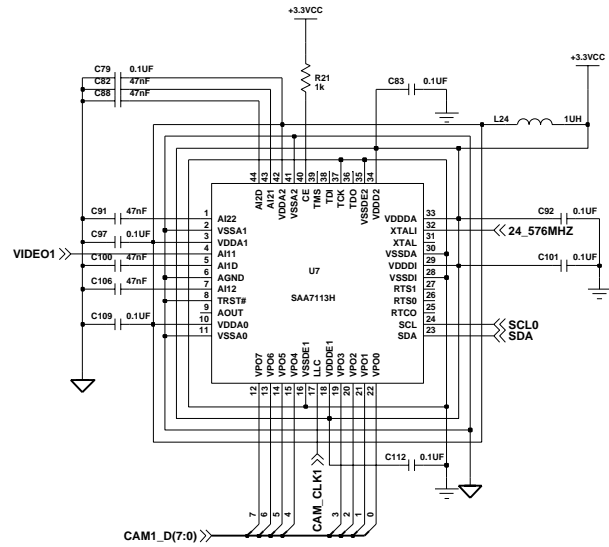 +3.3VCC
+3.3VCC
C79 0.1UF
C82 47nF
C88 47nF
R21
1k
C83 0.1UF
L24 1UH
44 43 42 41 40 39 38 37 36 35 34
AI2D AI21 VDDA2 VSSA2 CE TMS TDI TCK TDO VSSDE2 VDDD2
C91 47nF
C97 0.1UF
VIDEO1
C100 47nF
C106 47nF
C109 0.1UF
1 AI22
2 VSSA1
3 VDDA1
4 AI11
5 AI1D
6 AGND
7 AI12
8 TRST#
9 AOUT
10 VDDA0
11 VSSA0
U7
SAA7113H
VDDDA 33
XTALI 32
XTAL 31
VSSDA 30
VDDDI 29
VSSDI 28
RTS1 27
RTS0 26
RTCO 25
SCL 24
SDA 23
C92 0.1UF
24_576MHZ
C101 0.1UF
SCL0
SDA
VPO7 VPO6 VPO5 VPO4 VSSDE1 LLC VDDDE1 VPO3 VPO2 VPO1 VPO0
12 13 14 15 16 17 18 19 20 21 22
C112 0.1UF
CAM_CLK1
7 6 5 4 3 2 1 0
CAM1_D(7:0)